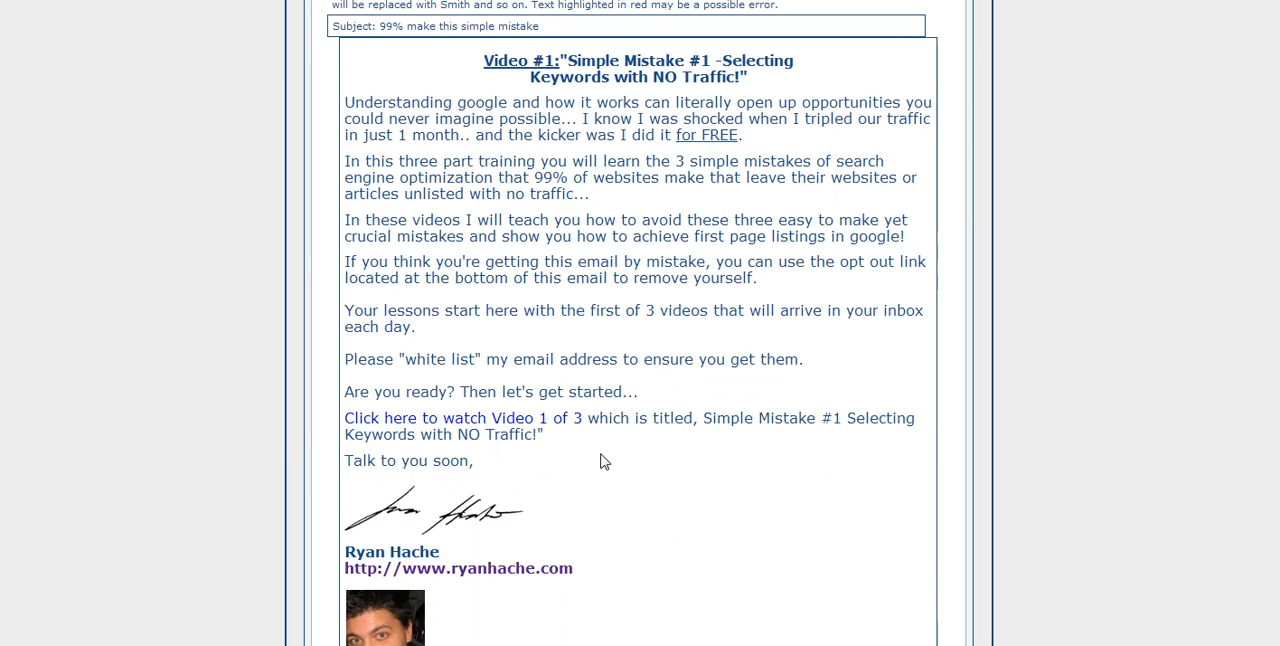 will be replaced with Smith and so on. Text highlighted in red may be a possible error.
Subject: 99% make this simple mistake
Video #1:"Simple Mistake #1 -Selecting
Keywords with NO Traffic!"
Understanding google and how it works can literally open up opportunities you
could never imagine possible... I know I was shocked when I tripled our traffic
in just 1 month.. and the kicker was I did it for FREE.
In this three part training you will learn the 3 simple mistakes of search
engine optimization that 99% of websites make that leave their websites or
articles unlisted with no traffic...
In these videos I will teach you how to avoid these three easy to make yet
crucial mistakes and show you how to achieve first page listings in google!
If you think you're getting this email by mistake, you can use the opt out link
located at the bottom of this email to remove yourself.
Your lessons start here with the first of 3 videos that will arrive in your inbox
each day.
Please "white list" my email address to ensure you get them.
Are you ready? Then let's get started...
Click here to watch Video 1 of 3 which is titled, Simple Mistake #1 Selecting
Keywords with NO Traffic!"
Talk to you soon,
Ryan Hache
http://www.ryanhache.com